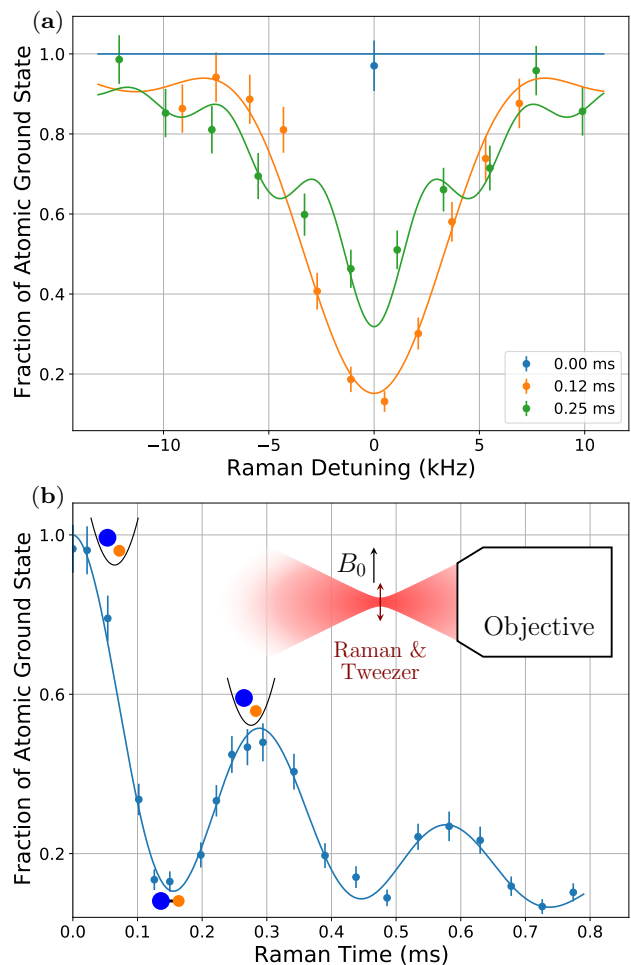 (a)
1.0
0.8
0.6
0.4
0.2
Fraction of Atomic Ground State
0.00 ms
0.12 ms
0.25 ms
−10
−5
0
5
10
Raman Detuning (kHz)
(b)
1.0
0.6
0.2
Fraction of Atomic Ground State
B₀
Objective
Raman &
Tweezer
0.0
0.1
0.2
0.3
0.4
0.5
0.6
0.7
0.8
Raman Time (ms)